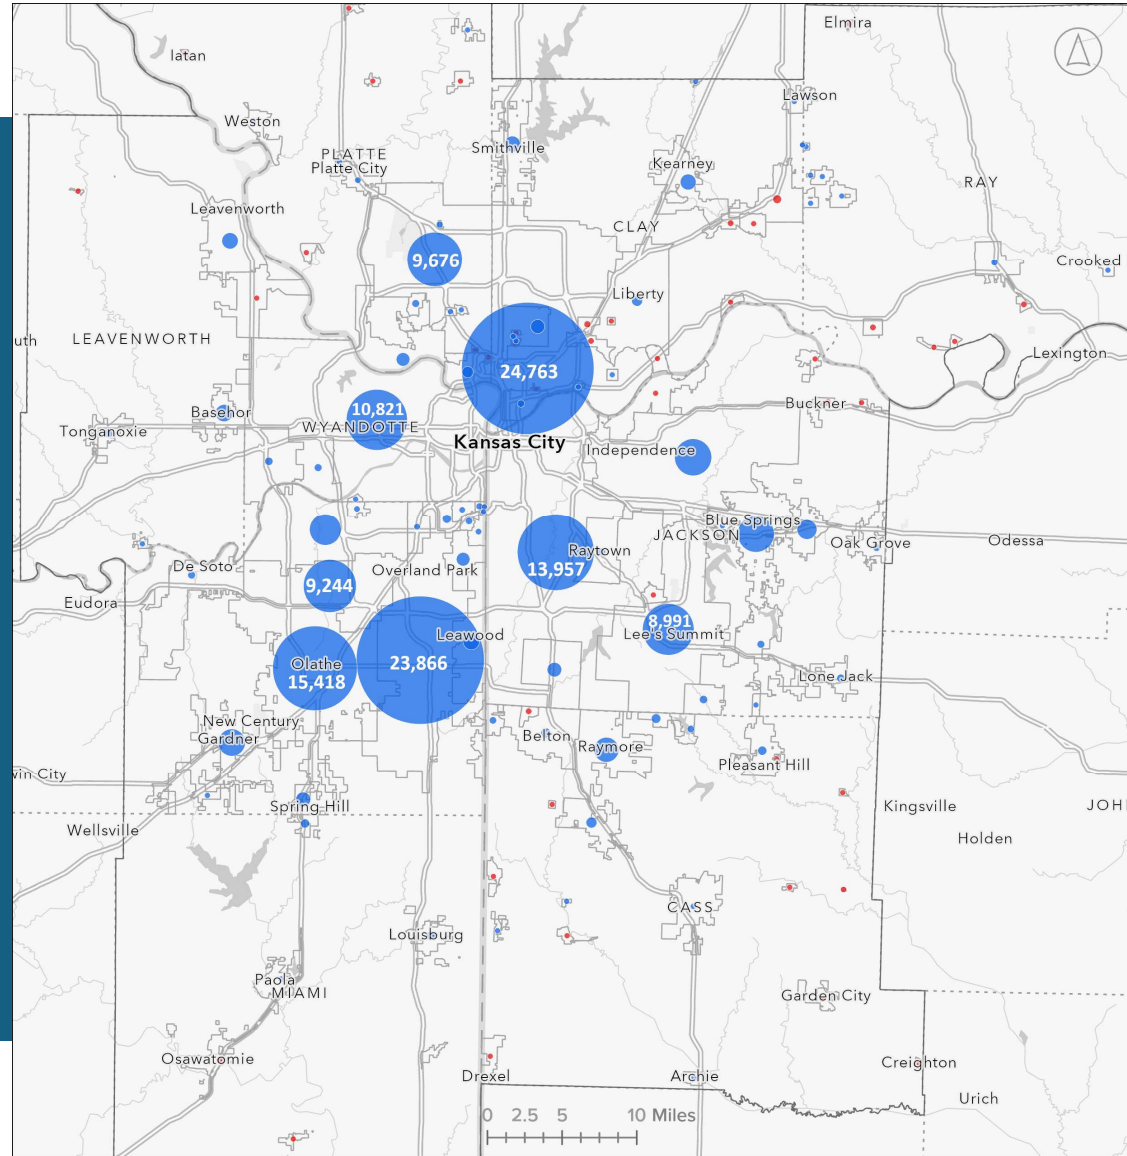 Elmira
Iatan
Lawson
Weston
Smithville
PLATTE
Platte City
Kearney
RAY
Leavenworth
CLAY
9,676
Crooked
Liberty
uth
LEAVENWORTH
Lexington
24,763
10,821
Basehor
WYANDOTTE
Buckner
Tonganoxie
Kansas City
Independence
Blue Springs
JACKSON
Oak Grove
Odessa
Raytown
13,957
De Soto
Overland Park
9,244
Eudora
8,991
Lee's Summit
Leawood
Olathe
15,418
23,866
Lone Jack
New Century
Gardner
Belton
Raymore
Pleasant Hill
win City
Spring Hill
Kingsville
JOH
Wellsville
Holden
CASS
Louisburg
Paola
MIAMI
Garden City
Osawatomie
Drexel
Archie
Creighton
Urich
0 2.5 5 10 Miles